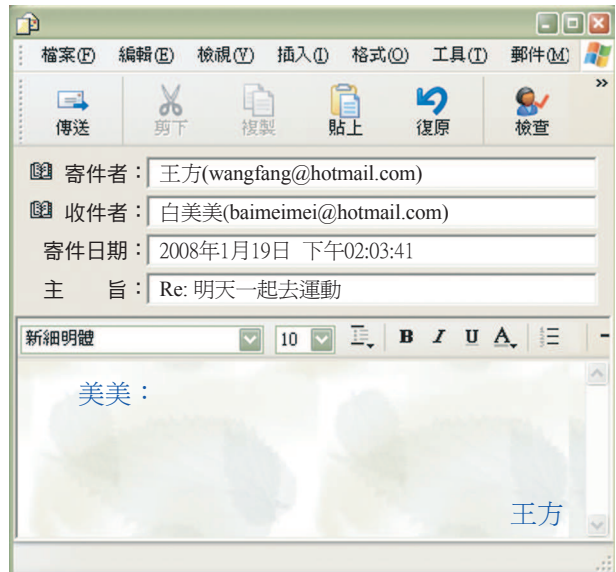 檔案(F) 編輯(E) 檢視(V) 插入(I) 格式(O) 工具(T) 郵件(M)
傳送 剪下 複製 貼上 復原 檢查
寄件者： 王方(wangfang@hotmail.com)
收件者： 白美美(baimeimei@hotmail.com)
寄件日期： 2008年1月19日 下午02:03:41
主 旨： Re: 明天一起去運動
新細明體 10 B I U A
美美：
王方